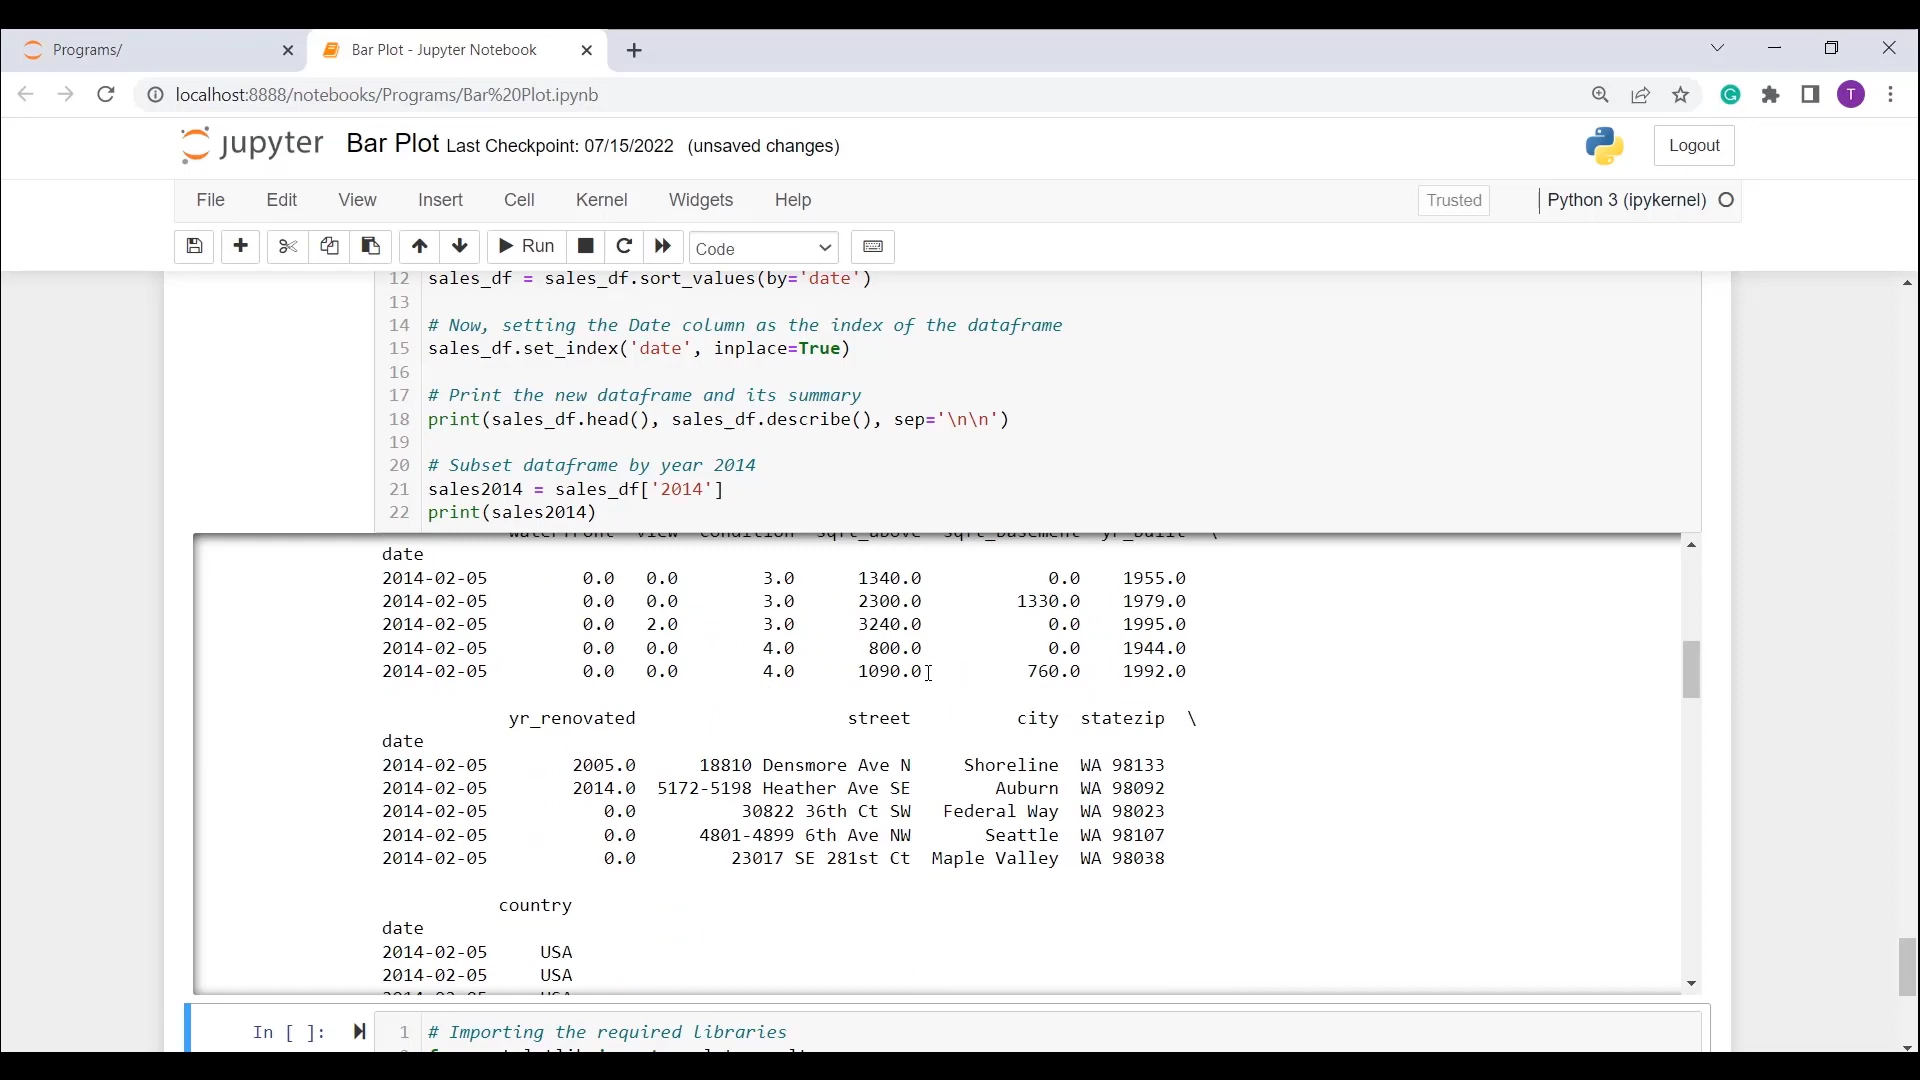 Programs/
Bar Plot - Jupyter Notebook
localhost:8888/notebooks/Programs/Bar%20Plot.ipynb
T
jupyter Bar Plot Last Checkpoint: 07/15/2022 (unsaved changes)
Logout
File Edit View Insert Cell Kernel Widgets Help
Trusted
Python 3 (ipykernel)
Run
Code
12 sales_df = sales_df.sort_values(by='date')
13
14 # Now, setting the Date column as the index of the dataframe
15 sales_df.set_index('date', inplace=True)
16
17 # Print the new dataframe and its summary
18 print(sales_df.head(), sales_df.describe(), sep='\n\n')
19
20 # Subset dataframe by year 2014
21 sales2014 = sales_df['2014']
22 print(sales2014)
waterfront view condition sqft_above sqft_basement yr_built \
date
2014-02-05 0.0 0.0 3.0 1340.0 0.0 1955.0
2014-02-05 0.0 0.0 3.0 2300.0 1330.0 1979.0
2014-02-05 0.0 2.0 3.0 3240.0 0.0 1995.0
2014-02-05 0.0 0.0 4.0 800.0 0.0 1944.0
2014-02-05 0.0 0.0 4.0 1090.0 760.0 1992.0
yr_renovated street city statezip \
date
2014-02-05 2005.0 18810 Densmore Ave N Shoreline WA 98133
2014-02-05 2014.0 5172-5198 Heather Ave SE Auburn WA 98092
2014-02-05 0.0 30822 36th Ct SW Federal Way WA 98023
2014-02-05 0.0 4801-4899 6th Ave NW Seattle WA 98107
2014-02-05 0.0 23017 SE 281st Ct Maple Valley WA 98038
country
date
2014-02-05 USA
2014-02-05 USA
In [ ]:
1 # Importing the required libraries